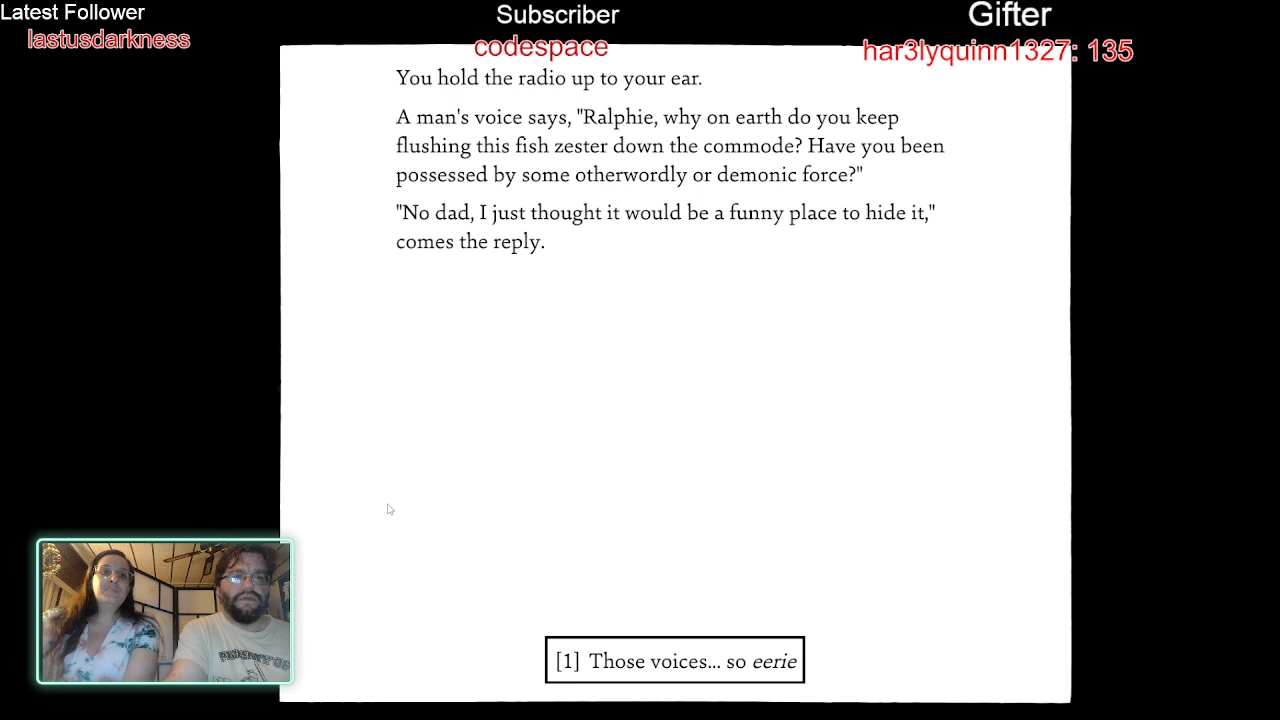 Latest Follower
lastusdarkness
Subscriber
codespace
Gifter
har3lyquinn1327: 135
You hold the radio up to your ear.
A man's voice says, "Ralphie, why on earth do you keep
flushing this fish zester down the commode? Have you been
possessed by some otherwordly or demonic force?"
"No dad, I just thought it would be a funny place to hide it,"
comes the reply.
[1] Those voices... so eerie